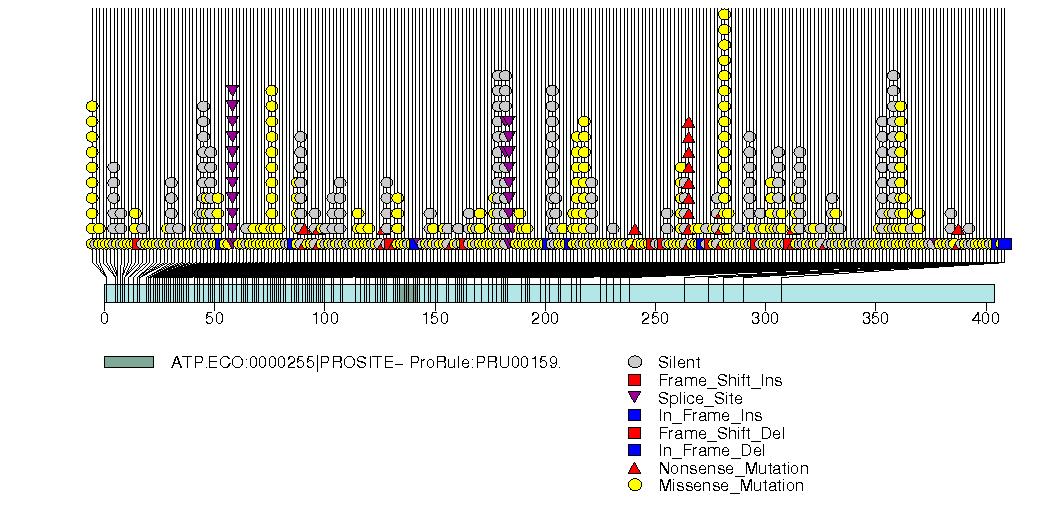 0 50 100 150 200 250 300 350 400
ATP.ECO:0000255|PROSITE- ProRule:PRU00159.
Silent
Frame_Shift_Ins
Splice_Site
In_Frame_Ins
Frame_Shift_Del
In_Frame_Del
Nonsense_Mutation
Missense_Mutation